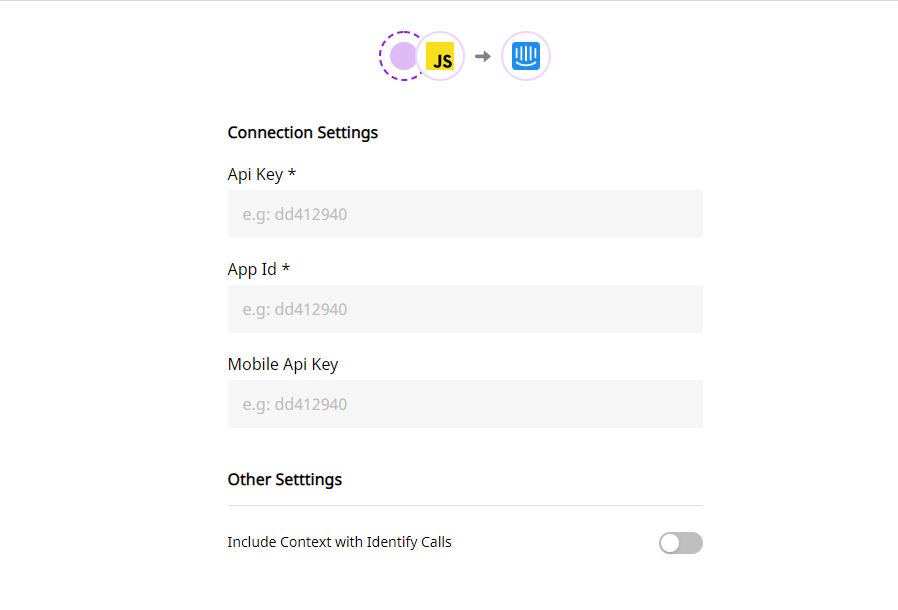 JS
Connection Settings
Api Key *
e.g: dd412940
App Id *
e.g: dd412940
Mobile Api Key
e.g: dd412940
Other Setttings
Include Context with Identify Calls